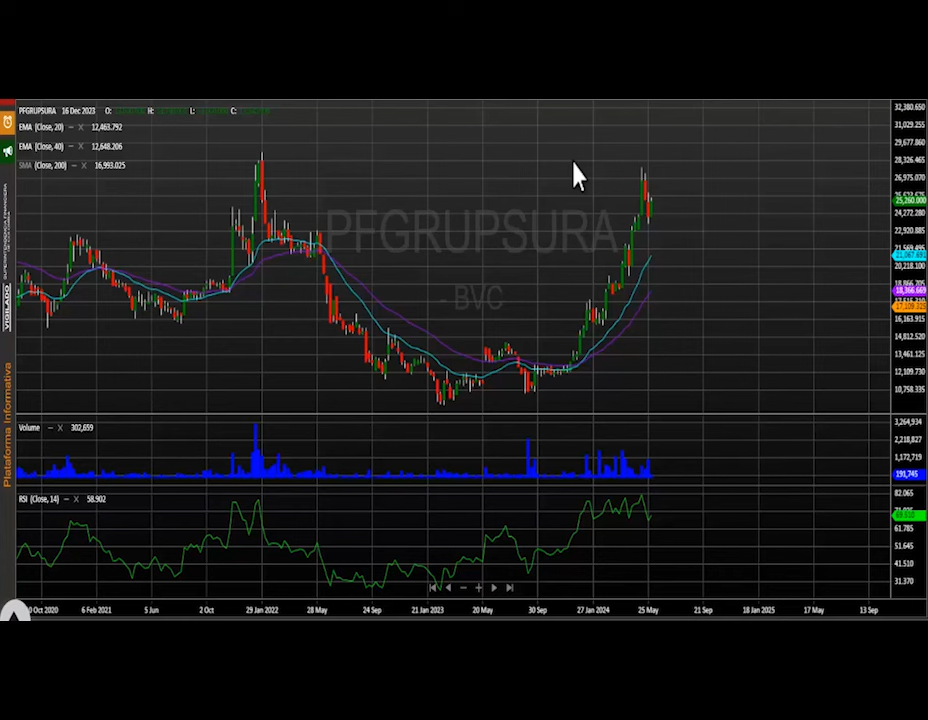 PFGRUPSURA 16 Dec 2023 O: H: L: C:
EMA (Close, 20) – X 12,463.792
EMA (Close, 40) – X 12,648.206
SMA (Close, 200) – X 16,993.025
PFGRUPSURA
- BVC
32,380.650
31,029.255
29,677.860
28,326.465
26,975.070
25,260.000
24,272.280
22,920.885
21,569.495
21,067.691
20,218.100
18,866.705
18,366.669
16,163.915
14,812.520
13,461.125
12,109.730
10,758.335
Volume – X 302,659
3,264,934
2,218,827
1,172,719
191,745
RSI (Close, 14) – X 58.902
82.065
61.785
51.645
41.510
31.370
Oct 2020 6 Feb 2021 5 Jun 2 Oct 29 Jan 2022 28 May 24 Sep 21 Jan 2023 20 May 30 Sep 27 Jan 2024 25 May 21 Sep 18 Jan 2025 17 May 13 Sep
VIGILADO
Plataforma Informativa